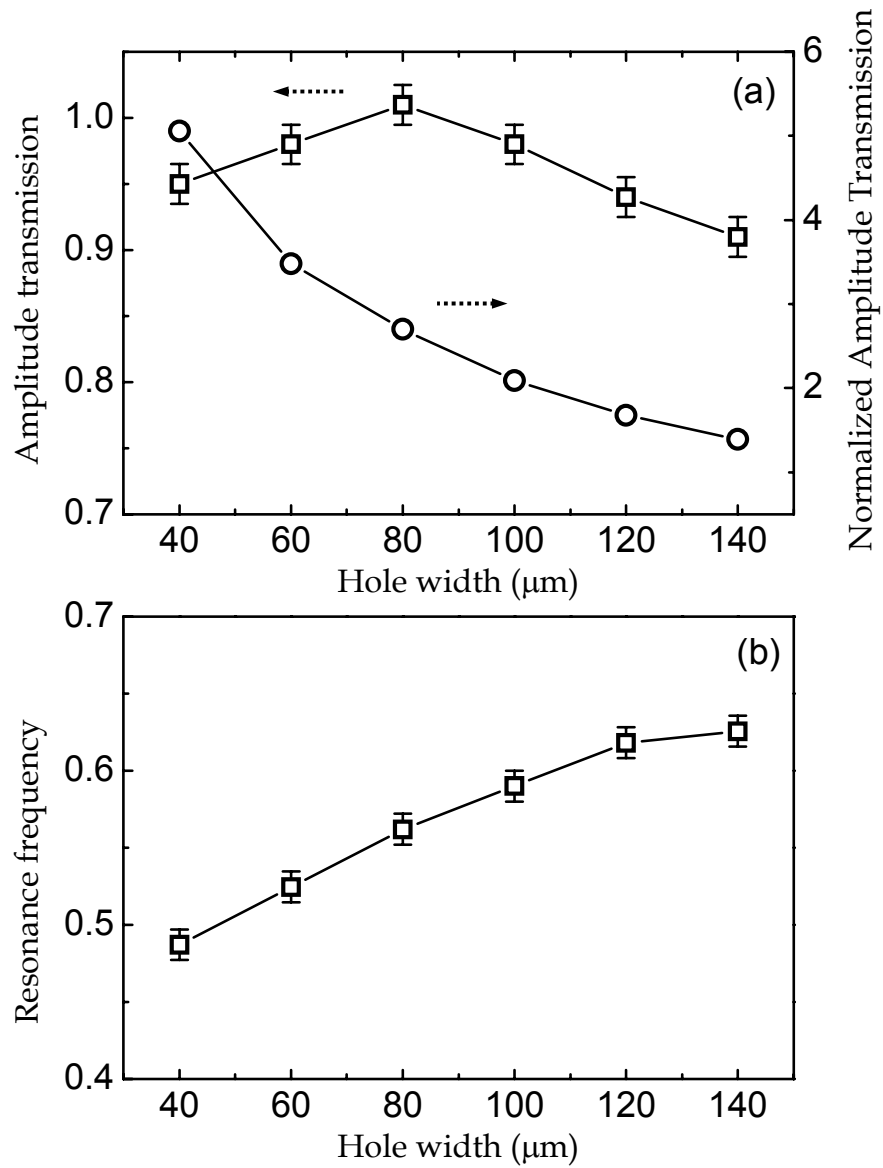 (a)
Amplitude transmission
1.0
0.9
0.8
0.7
6
4
2
Normalized Amplitude Transmission
40 60 80 100 120 140
Hole width (μm)
(b)
Resonance frequency
0.7
0.6
0.5
0.4
40 60 80 100 120 140
Hole width (μm)